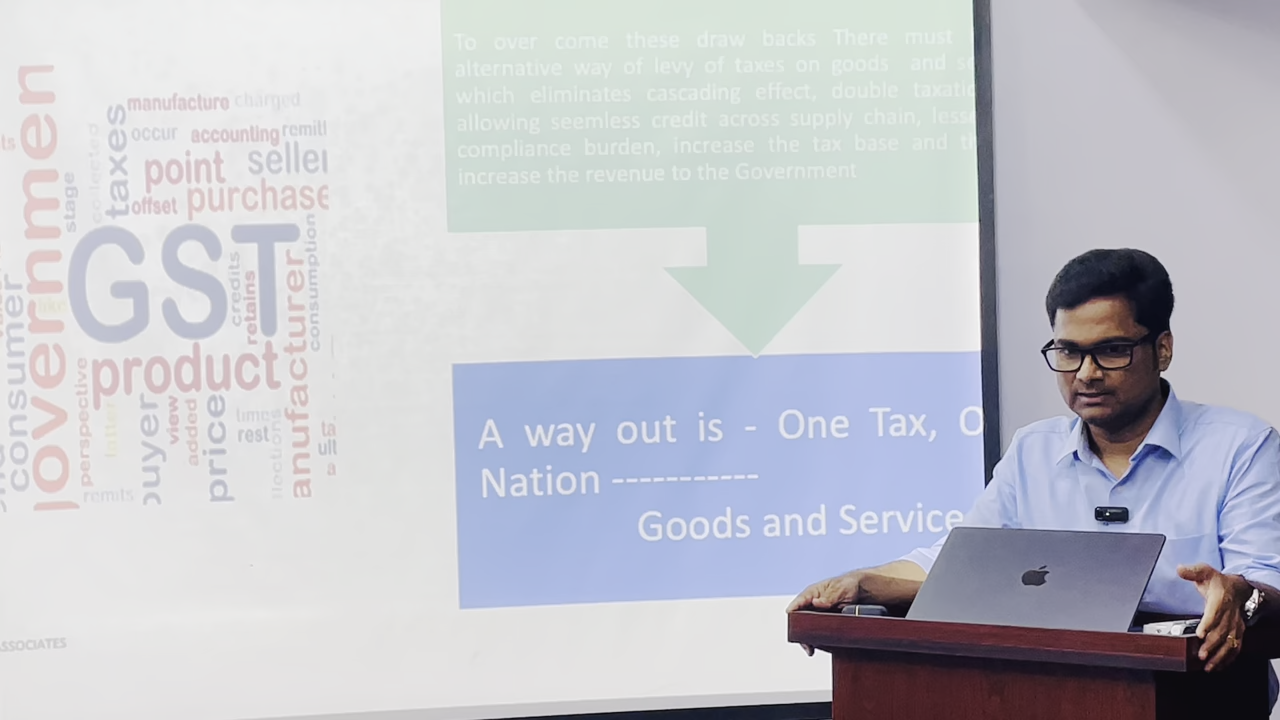 To over come these draw backs There must
alternative way of levy of taxes on goods and
which eliminates cascading effect, double
allowing seemless credit across supply chain,
compliance burden, increase the tax base and
increase the revenue to the Government
A way out is - One Tax,
Nation -----------
Goods and Service
manufacture charged
occur accounting
taxes
collected
stage
point seller
offset purchase
GST
credits
retains
consumption
product
consumer
perspective
view
added
price
times
rest
remits
ASSOCIATES